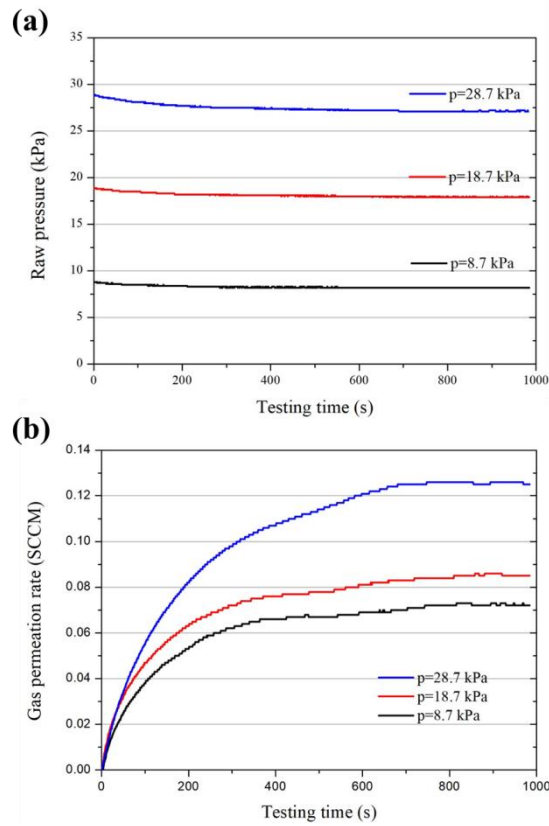 (a)
35
30
25
20
15
10
5
0
Raw pressure (kPa)
p=28.7 kPa
p=18.7 kPa
p=8.7 kPa
0 200 400 600 800 1000
Testing time (s)
(b)
0.14
0.12
0.10
0.08
0.06
0.04
0.02
0.00
Gas permeation rate (SCCM)
p=28.7 kPa
p=18.7 kPa
p=8.7 kPa
0 200 400 600 800 1000
Testing time (s)